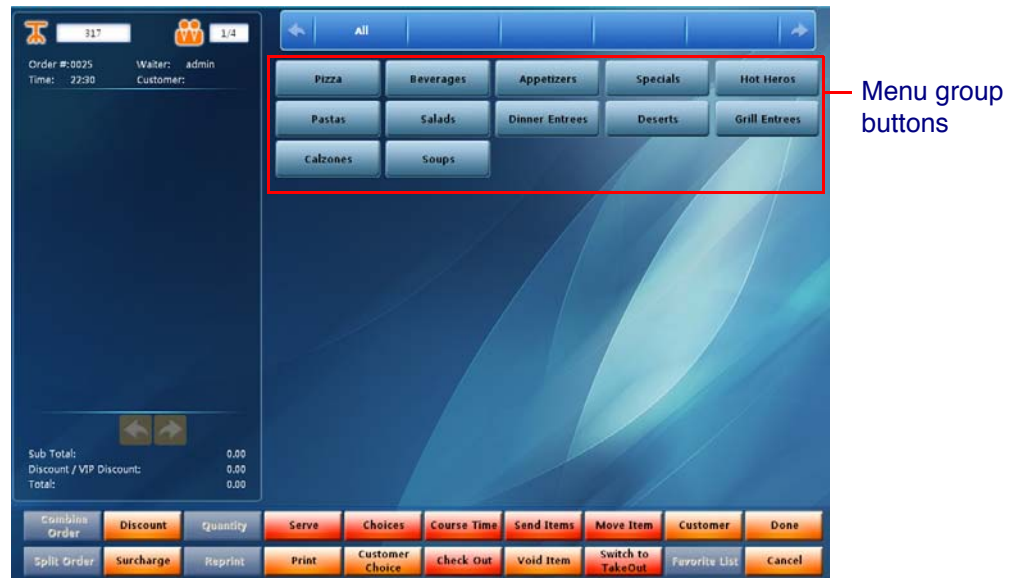 317 1/4
All
Order #:0025 Waiter: admin
Time: 22:30 Customer:
Pizza Beverages Appetizers Specials Hot Heros
Menu group
buttons
Pastas Salads Dinner Entrees Deserts Grill Entrees
Calzones Soups
Sub Total: 0.00
Discount / VIP Discount: 0.00
Total: 0.00
Combine
Order
Discount
Quantity
Serve
Choices
Course Time
Send Items
Move Item
Customer
Done
Split Order
Surcharge
Reprint
Print
Customer
Choice
Check Out
Void Item
Switch to
TakeOut
Favorite List
Cancel